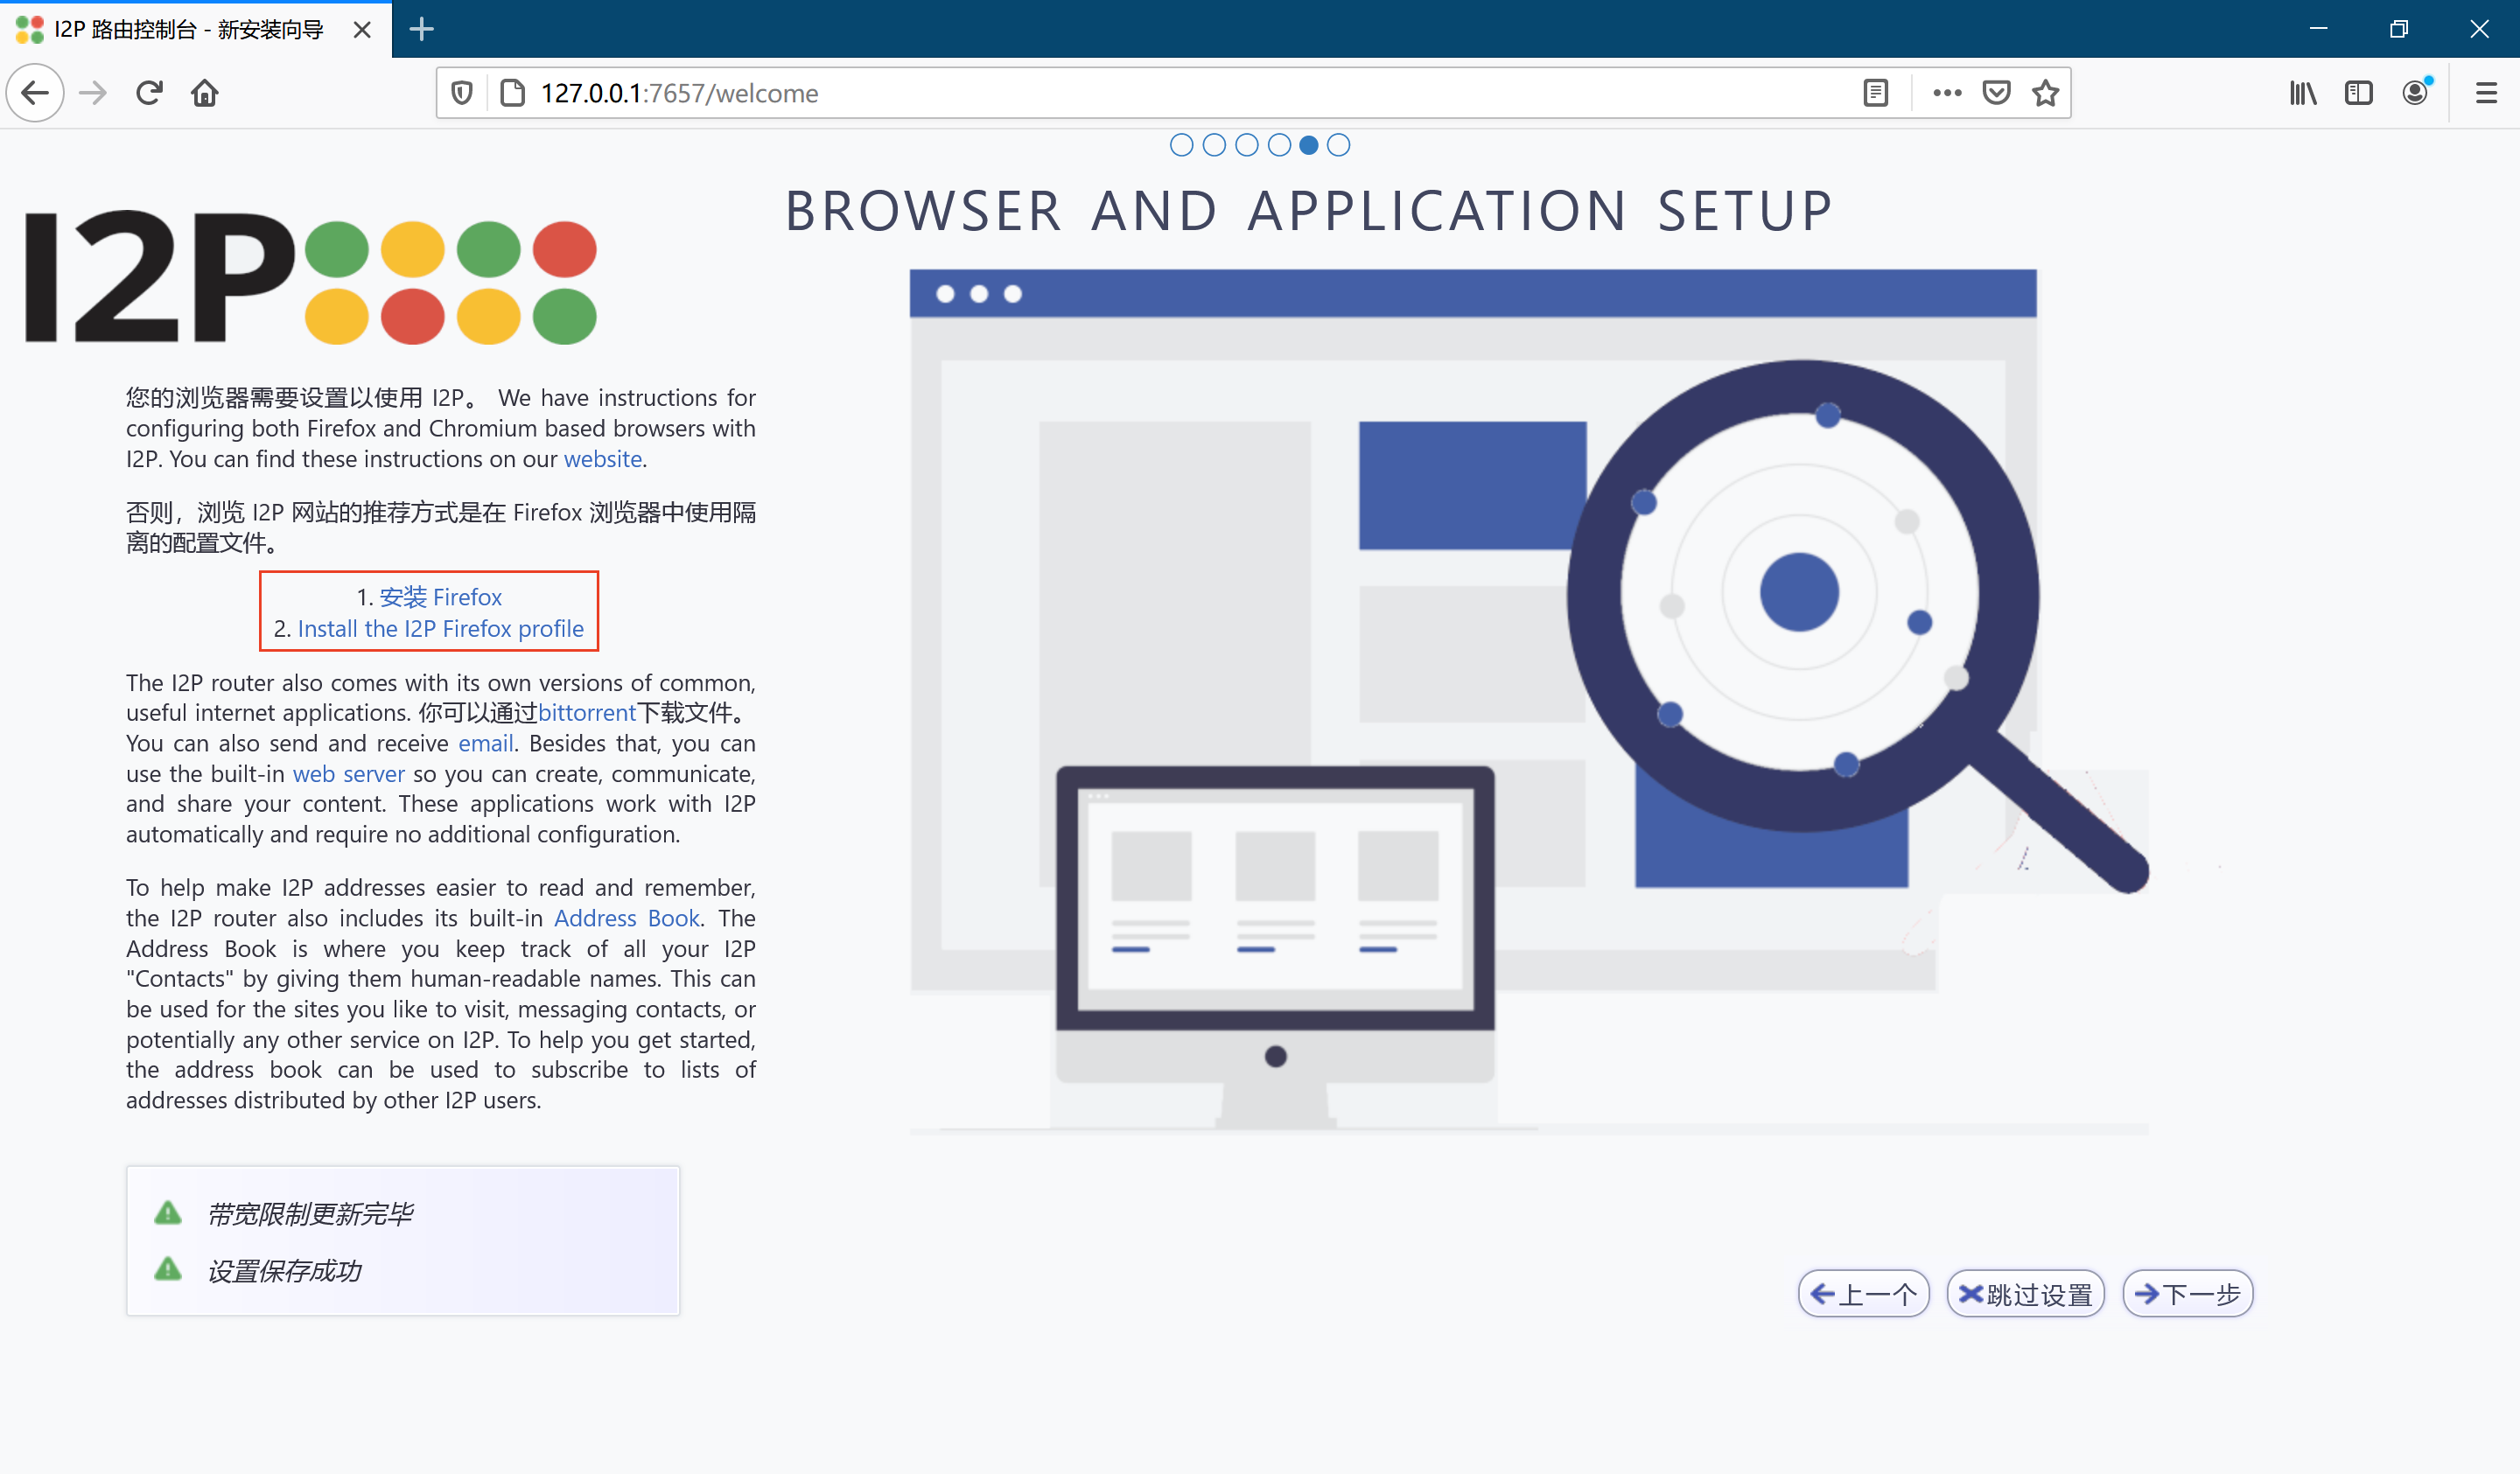 I2P 路由控制台 - 新安装向导
127.0.0.1:7657/welcome
BROWSER AND APPLICATION SETUP
I2P
您的浏览器需要设置以使用 I2P。 We have instructions for
configuring both Firefox and Chromium based browsers with
I2P. You can find these instructions on our website.
否则，浏览 I2P 网站的推荐方式是在 Firefox 浏览器中使用隔
离的配置文件。
1. 安装 Firefox
2. Install the I2P Firefox profile
The I2P router also comes with its own versions of common,
useful internet applications. 你可以通过bittorrent下载文件。
You can also send and receive email. Besides that, you can
use the built-in web server so you can create, communicate,
and share your content. These applications work with I2P
automatically and require no additional configuration.
To help make I2P addresses easier to read and remember,
the I2P router also includes its built-in Address Book. The
Address Book is where you keep track of all your I2P
"Contacts" by giving them human-readable names. This can
be used for the sites you like to visit, messaging contacts, or
potentially any other service on I2P. To help you get started,
the address book can be used to subscribe to lists of
addresses distributed by other I2P users.
带宽限制更新完毕
设置保存成功
上一个 跳过设置 下一步